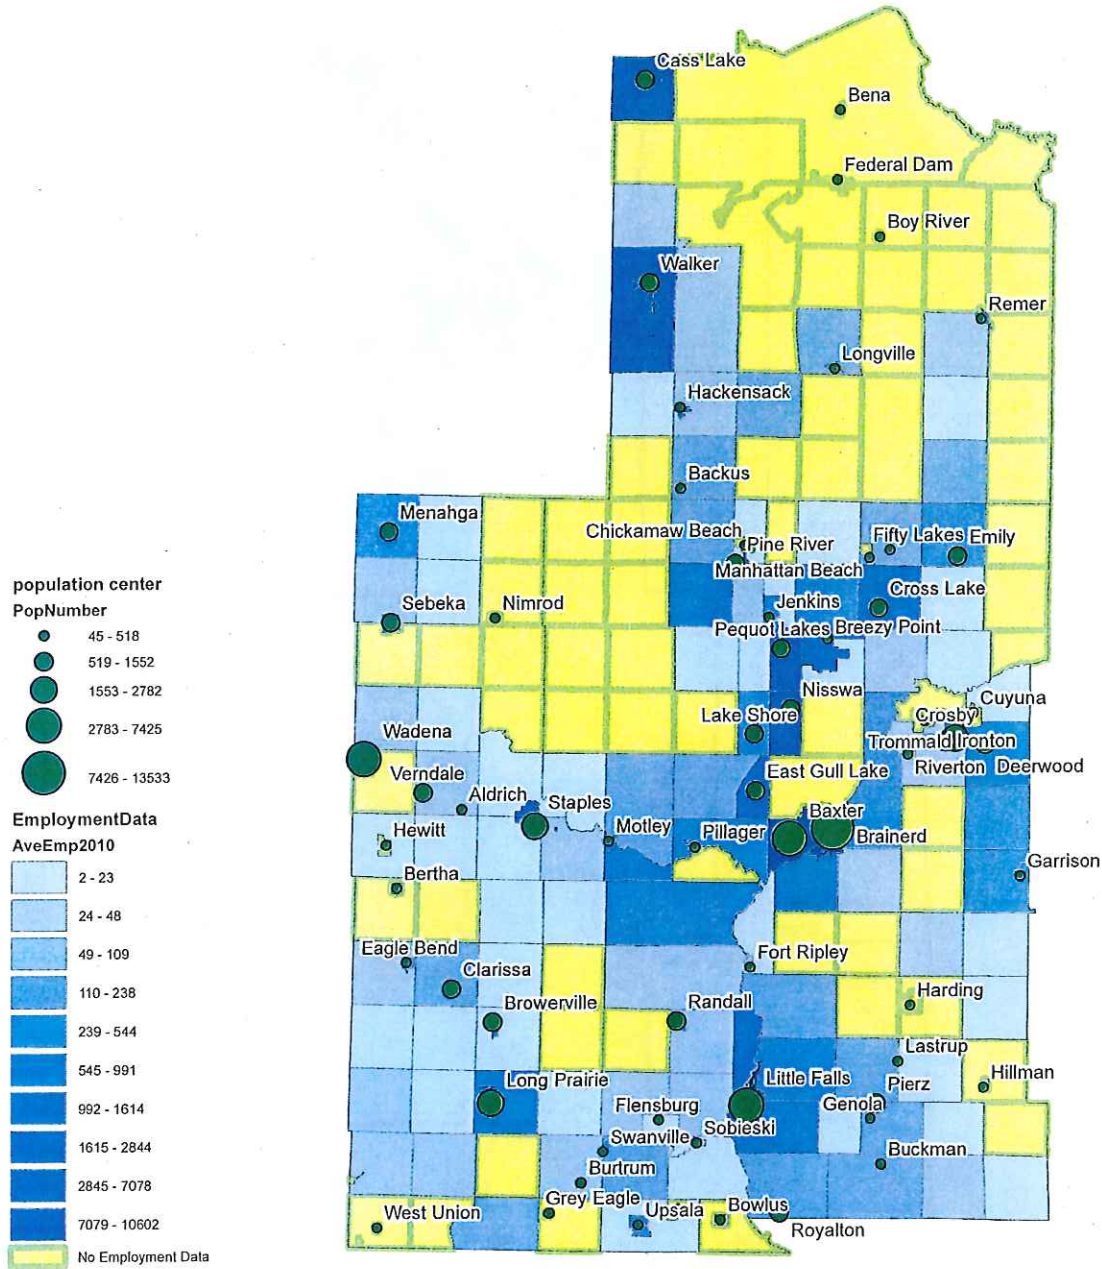 Cass Lake
Bena
Federal Dam
Boy River
Walker
Remer
Longville
Hackensack
Backus
Menahga
Chickamaw Beach
Pine River
Fifty Lakes
Emily
Manhattan Beach
Cross Lake
Jenkins
Sebeka
Nimrod
Pequot Lakes
Breezy Point
Nisswa
Cuyuna
Lake Shore
Crosby
Wadena
Trommald
Ironton
Riverton
Deerwood
Verndale
East Gull Lake
Aldrich
Staples
Baxter
Hewitt
Motley
Pillager
Brainerd
Garrison
Bertha
Eagle Bend
Fort Ripley
Clarissa
Browerville
Randall
Harding
Lastrup
Long Prairie
Little Falls
Pierz
Hillman
Flensburg
Genola
Swanville
Sobieski
Burtrum
Buckman
Grey Eagle
West Union
Upsala
Bowlus
Royalton
population center
PopNumber
45 - 518
519 - 1552
1553 - 2782
2783 - 7425
7426 - 13533
EmploymentData
AveEmp2010
2 - 23
24 - 48
49 - 109
110 - 238
239 - 544
545 - 991
992 - 1614
1615 - 2844
2845 - 7078
7079 - 10602
No Employment Data